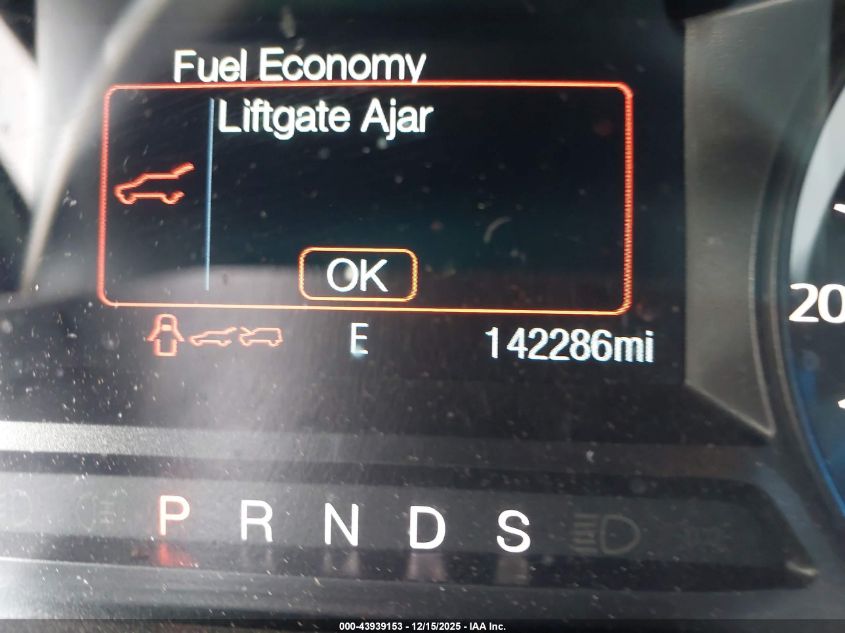 Fuel Economy
Liftgate Ajar
OK
E 142286mi
20
P R N D S
000-43939153 - 12/15/2025 - IAA Inc.